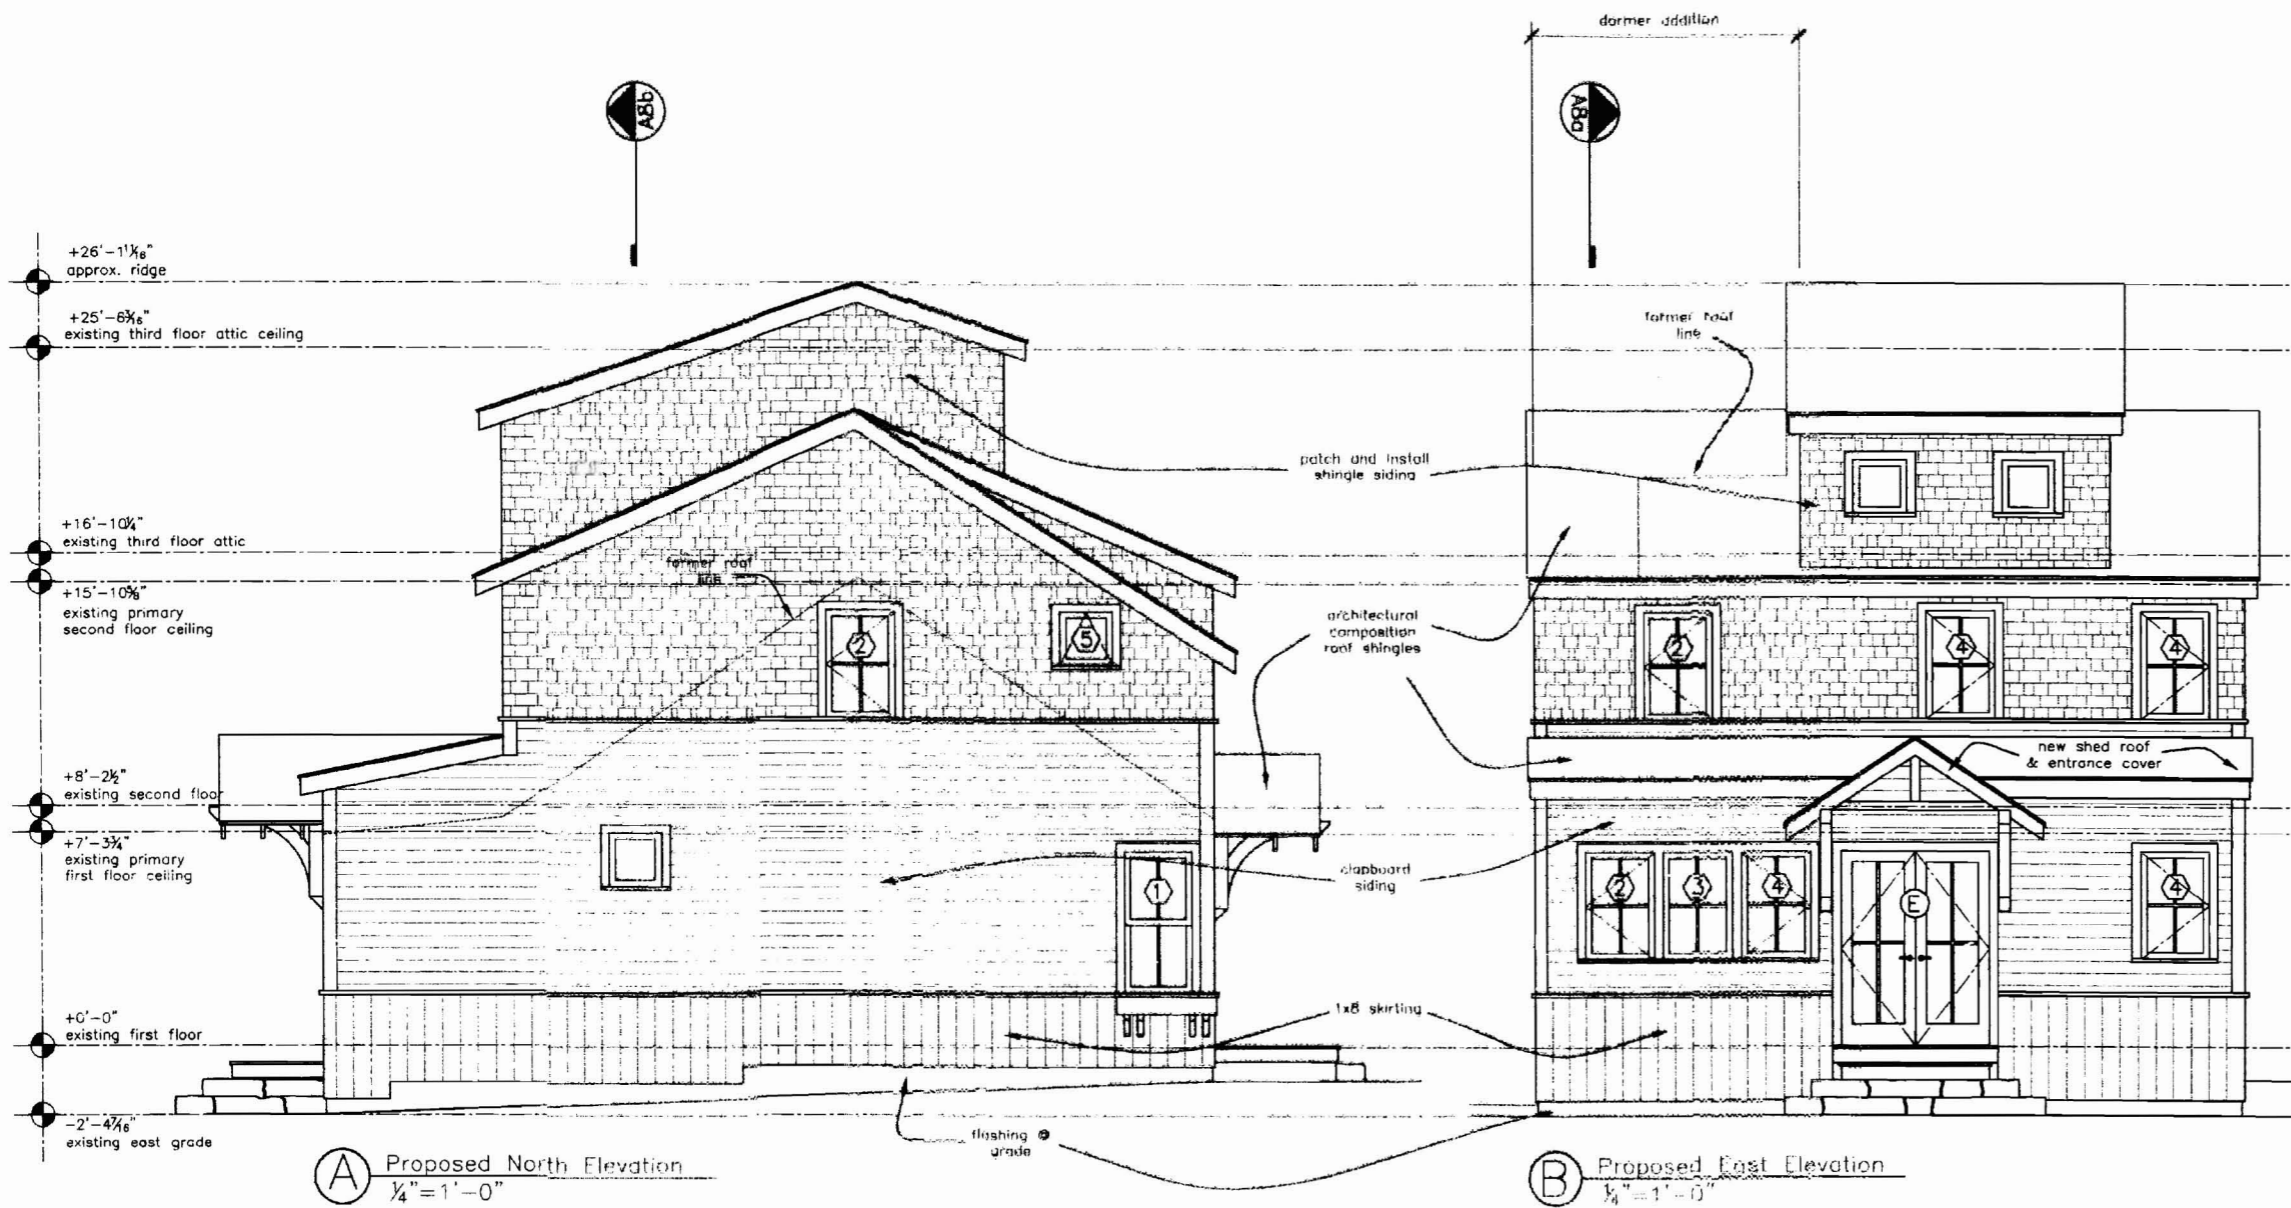 dormer addition
A8b
A8a
+26'-1 1/16"
approx. ridge
+25'-6 3/16"
existing third floor attic ceiling
former roof
line
patch and install
shingle siding
+16'-10 1/4"
existing third floor attic
+15'-10 5/8"
existing primary
second floor ceiling
former roof
line
2
5
architectural
composition
roof shingles
2
4
4
new shed roof
& entrance cover
+8'-2 1/2"
existing second floor
+7'-3 3/4"
existing primary
first floor ceiling
1
clapboard
siding
2
3
4
E
4
+0'-0"
existing first floor
1x8 skirting
-2'-4 7/16"
existing east grade
flashing @
grade
A
Proposed North Elevation
1/4"=1'-0"
B
Proposed East Elevation
1/4"=1'-0"